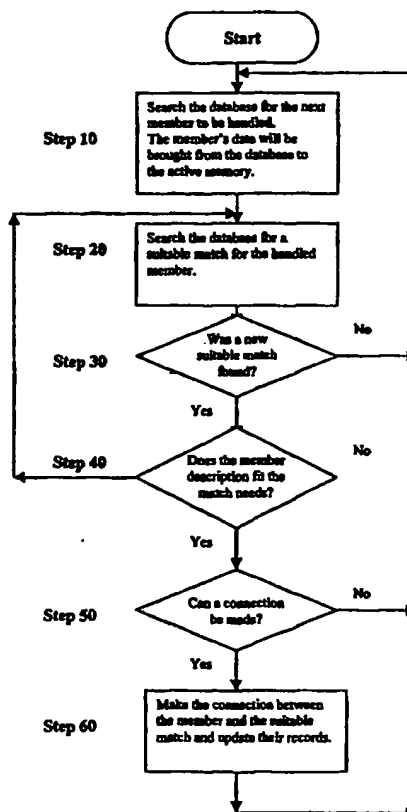 Start
Search the database for the next
member to be handled.
The member's data will be
brought from the database to
the active memory.
Step 10
Search the database for a
suitable match for the handled
member.
Step 20
Was a new
suitable match
found?
No
Step 30
Yes
No
Step 40
Does the member
description fit the
match needs?
Yes
Can a connection
be made?
No
Step 50
Yes
Make the connection between
the member and the suitable
match and update their records.
Step 60